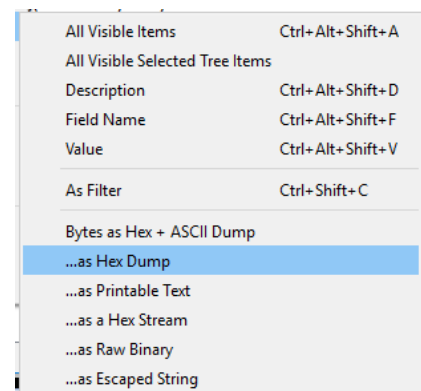 All Visible Items Ctrl+Alt+Shift+A
All Visible Selected Tree Items
Description Ctrl+Alt+Shift+D
Field Name Ctrl+Alt+Shift+F
Value Ctrl+Alt+Shift+V
As Filter Ctrl+Shift+C
Bytes as Hex + ASCII Dump
...as Hex Dump
...as Printable Text
...as a Hex Stream
...as Raw Binary
...as Escaped String